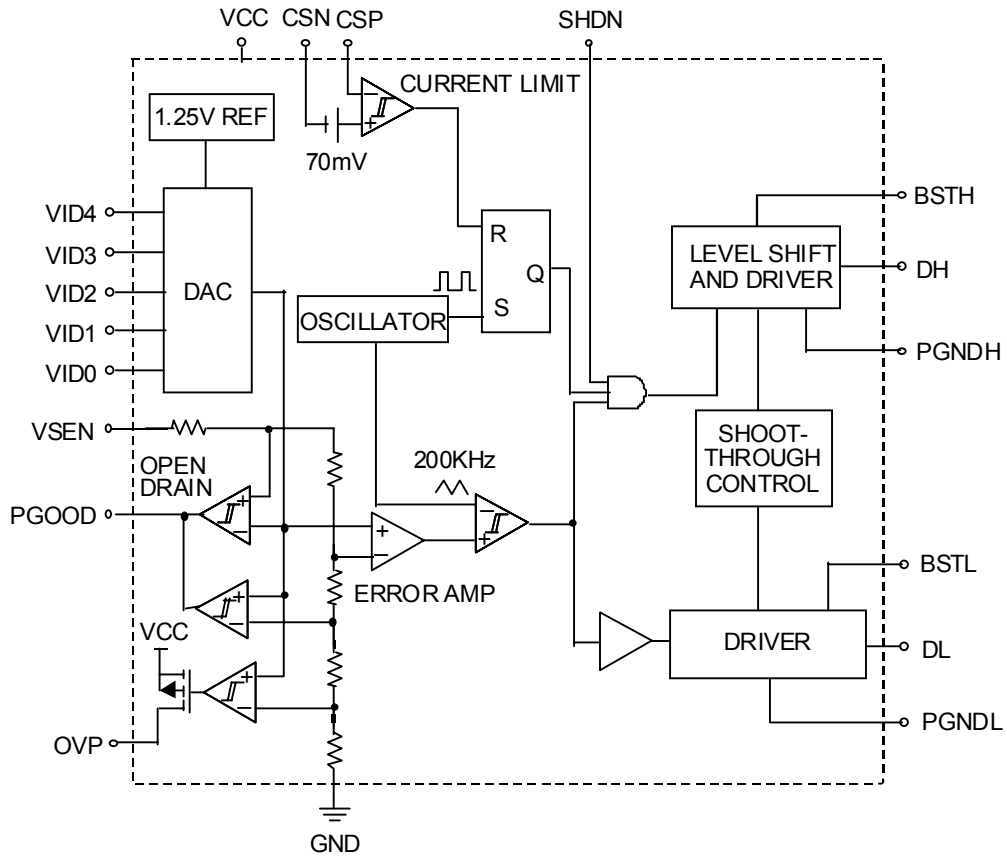 VCC CSN CSP SHDN
CURRENT LIMIT
1.25V REF
70mV
VID4
VID3
VID2
VID1
VID0
DAC
R
Q
S
OSCILLATOR
BSTH
LEVEL SHIFT
AND DRIVER
DH
PGNDH
VSEN
OPEN
DRAIN
PGOOD
200KHz
SHOOT-
THROUGH
CONTROL
ERROR AMP
VCC
OVP
BSTL
DRIVER
DL
PGNDL
GND
+
−
+
−
+
−
+
−
−
+
−
+